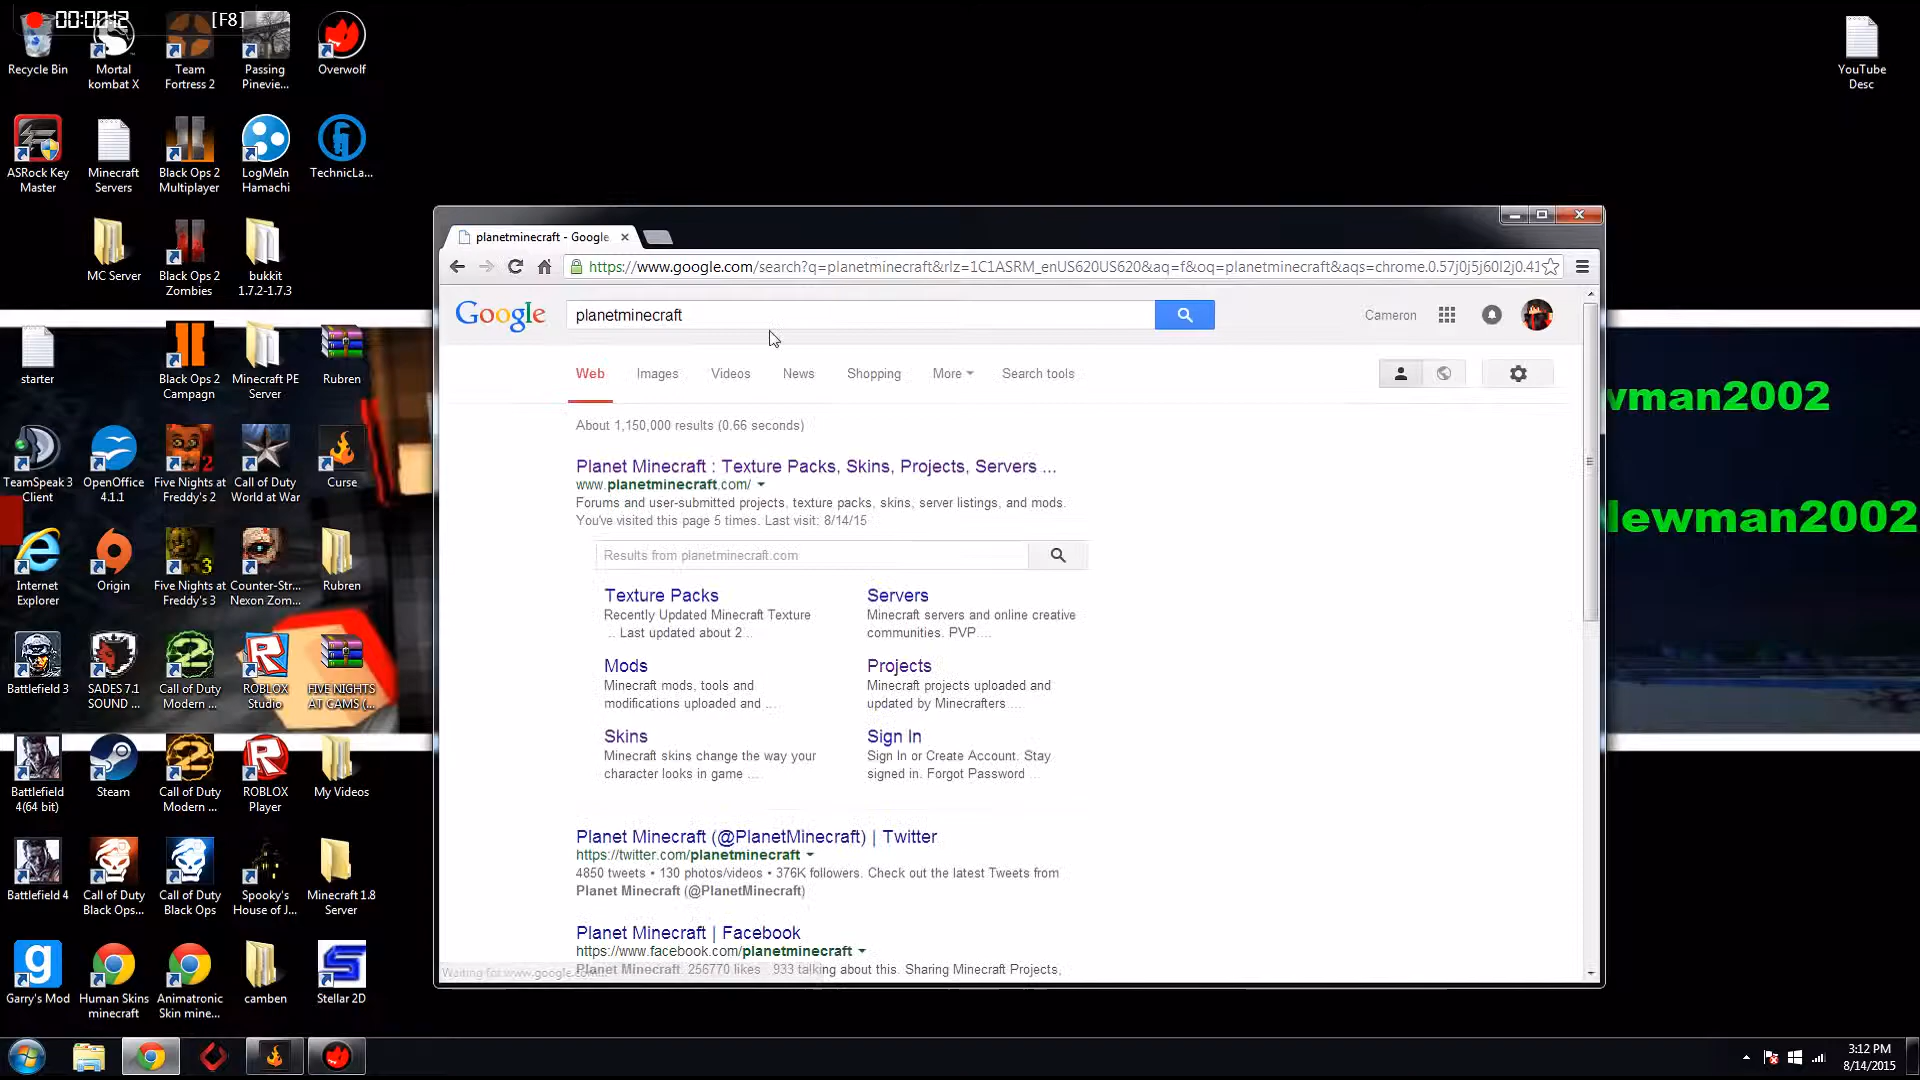 00:00:12
[F8]
Recycle Bin
Mortal
kombat X
Team
Fortress 2
Passing
Pinevie...
Overwolf
YouTube
Desc
ASRock Key
Master
Minecraft
Servers
Black Ops 2
Multiplayer
LogMeIn
Hamachi
TechnicLa...
MC Server
Black Ops 2
Zombies
bukkit
1.7.2-1.7.3
starter
Black Ops 2
Campagn
Minecraft PE
Server
Rubren
TeamSpeak 3
Client
OpenOffice
4.1.1
Five Nights at
Freddy's 2
Call of Duty
World at War
Curse
Internet
Explorer
Origin
Five Nights at
Freddy's 3
Counter-Str...
Nexon Zom...
Rubren
Battlefield 3
SADES 7.1
SOUND ...
Call of Duty
Modern ...
ROBLOX
Studio
FIVE NIGHTS
AT CAMS (...
Battlefield
4(64 bit)
Steam
Call of Duty
Modern ...
ROBLOX
Player
My Videos
Battlefield 4
Call of Duty
Black Ops...
Call of Duty
Black Ops
Spooky's
House of J...
Minecraft 1.8
Server
Garry's Mod
Human Skins
minecraft
Animatronic
Skin mine...
camben
Stellar 2D
planetminecraft - Google
https://www.google.com/search?q=planetminecraft&rlz=1C1ASRM_enUS620US620&aq=f&oq=planetminecraft&aqs=chrome.0.57j0j5j60l2j0.41
Google
planetminecraft
Cameron
Web
Images
Videos
News
Shopping
More
Search tools
About 1,150,000 results (0.66 seconds)
Planet Minecraft : Texture Packs, Skins, Projects, Servers ...
www.planetminecraft.com/
Forums and user-submitted projects, texture packs, skins, server listings, and mods.
You've visited this page 5 times. Last visit: 8/14/15
Results from planetminecraft.com
Texture Packs
Recently Updated Minecraft Texture
.. Last updated about 2 ..
Servers
Minecraft servers and online creative
communities. PVP ...
Mods
Minecraft mods, tools and
modifications uploaded and ...
Projects
Minecraft projects uploaded and
updated by Minecrafters ...
Skins
Minecraft skins change the way your
character looks in game ...
Sign In
Sign In or Create Account. Stay
signed in. Forgot Password
Planet Minecraft (@PlanetMinecraft) | Twitter
https://twitter.com/planetminecraft
4850 tweets • 130 photos/videos • 376K followers. Check out the latest Tweets from
Planet Minecraft (@PlanetMinecraft)
Planet Minecraft | Facebook
https://www.facebook.com/planetminecraft
Planet Minecraft. 256770 likes · 933 talking about this. Sharing Minecraft Projects,
Waiting for www.google.com...
wman2002
lewman2002
3:12 PM
8/14/2015